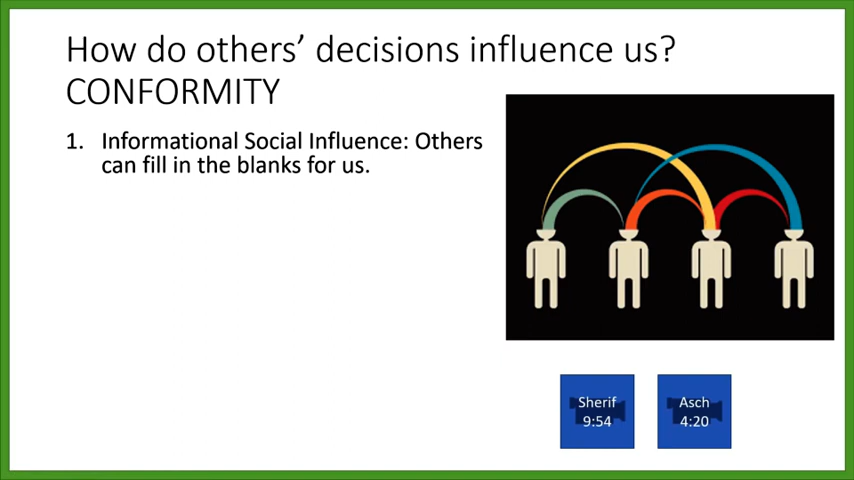 How do others’ decisions influence us?
CONFORMITY
1. Informational Social Influence: Others
can fill in the blanks for us.
Sherif
9:54
Asch
4:20